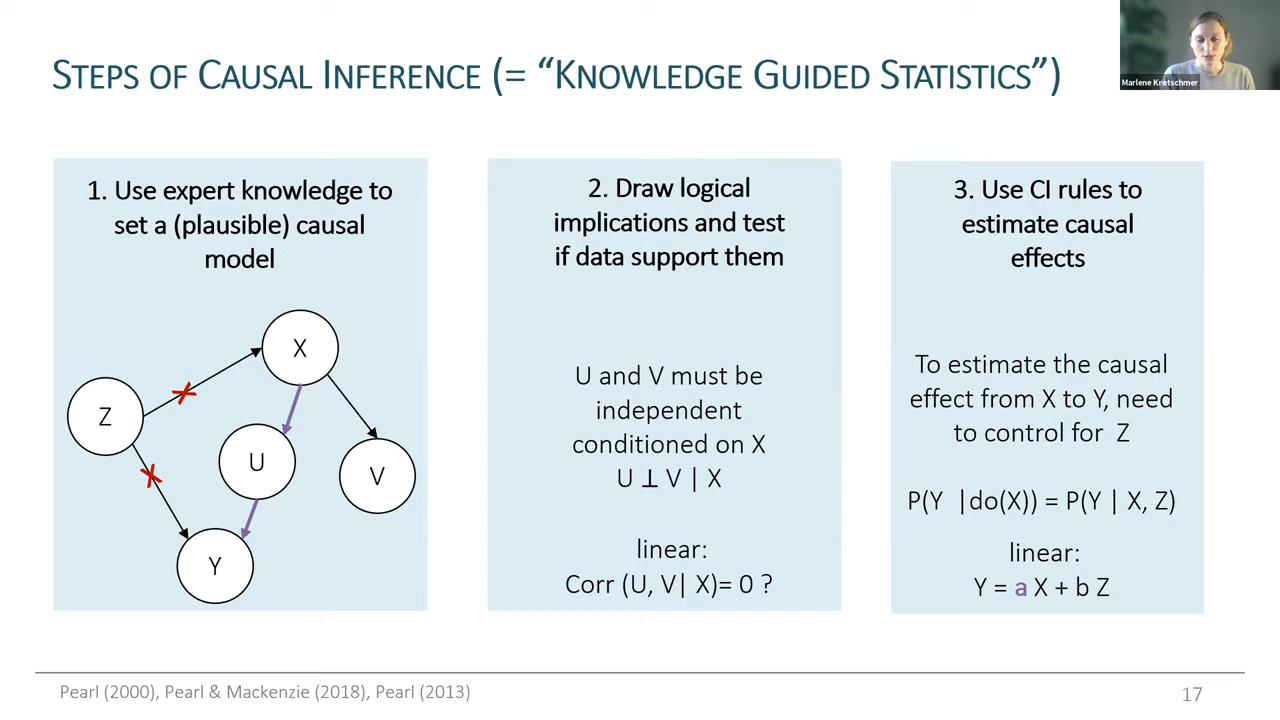 STEPS OF CAUSAL INFERENCE (= “KNOWLEDGE GUIDED STATISTICS”)
Marlene Kretschmer
1. Use expert knowledge to
set a (plausible) causal
model
X
Z
U
V
Y
2. Draw logical
implications and test
if data support them
U and V must be
independent
conditioned on X
U ⊥ V | X
linear:
Corr (U, V| X)= 0 ?
3. Use CI rules to
estimate causal
effects
To estimate the causal
effect from X to Y, need
to control for Z
P(Y |do(X)) = P(Y | X, Z)
linear:
Y = a X + b Z
Pearl (2000), Pearl & Mackenzie (2018), Pearl (2013)
17